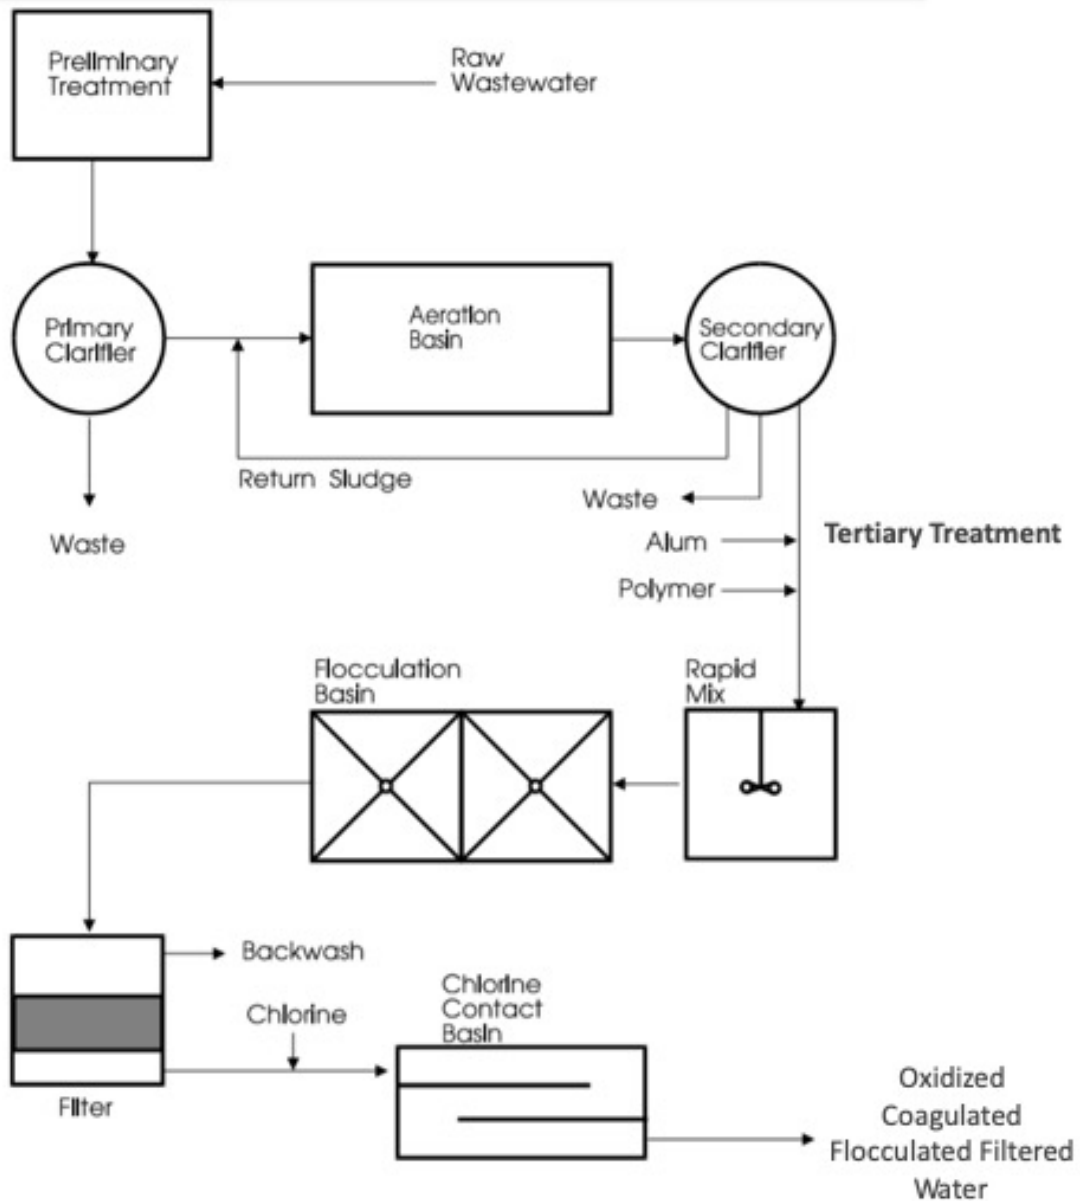 Preliminary
Treatment
Raw
Wastewater
Primary
Clarifier
Aeration
Basin
Secondary
Clarifier
Return Sludge
Waste
Waste
Alum
Tertiary Treatment
Polymer
Flocculation
Basin
Rapid
Mix
Backwash
Chlorine
Chlorine
Contact
Basin
Filter
Oxidized
Coagulated
Flocculated Filtered
Water